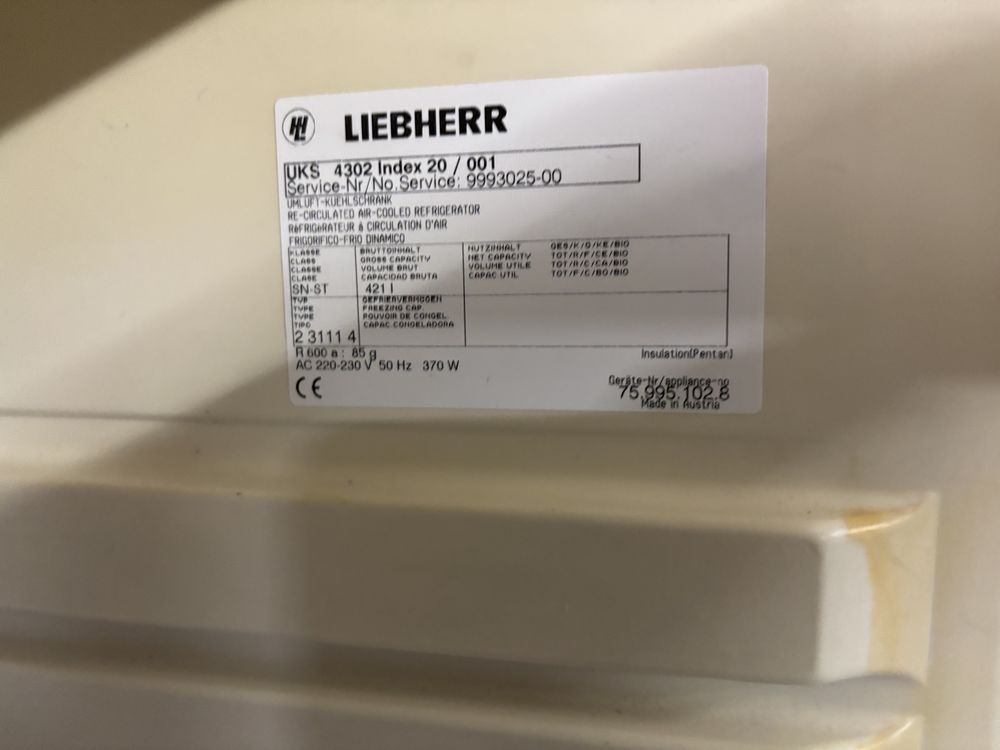 LIEBHERR
UKS 4302 Index 20 / 001
Service-Nr/No.Service: 9993025-00
UMLUFT-KUEHLSCHRANK
RE-CIRCULATED AIR-COOLED REFRIGERATOR
RéFRIGéRATEUR à CIRCULATION D'AIR
FRIGORIFICO-FRIO DINAMICO
KLASSE BRUTTOINHALT NUTZINHALT GES/K/G/KE/BIO
CLASS GROSS CAPACITY NET CAPACITY TOT/R/F/CE/BIO
CLASSE VOLUME BRUT VOLUME UTILE TOT/R/C/CA/BIO
CLASE CAPACIDAD BRUTA CAPAC.UTIL TOT/F/C/BO/BIO
SN-ST 421 l
TYP GEFRIERVERMOGEN
TYPE FREEZING CAP.
TYPE POUVOIR DE CONGEL.
TIPO CAPAC.CONGELADORA
2 3111 4
R 600 a : 85 g Insulation(Pentan)
AC 220-230 V 50 Hz 370 W
CE Geräte-Nr/appliance-no
75.995.102.8
Made in Austria